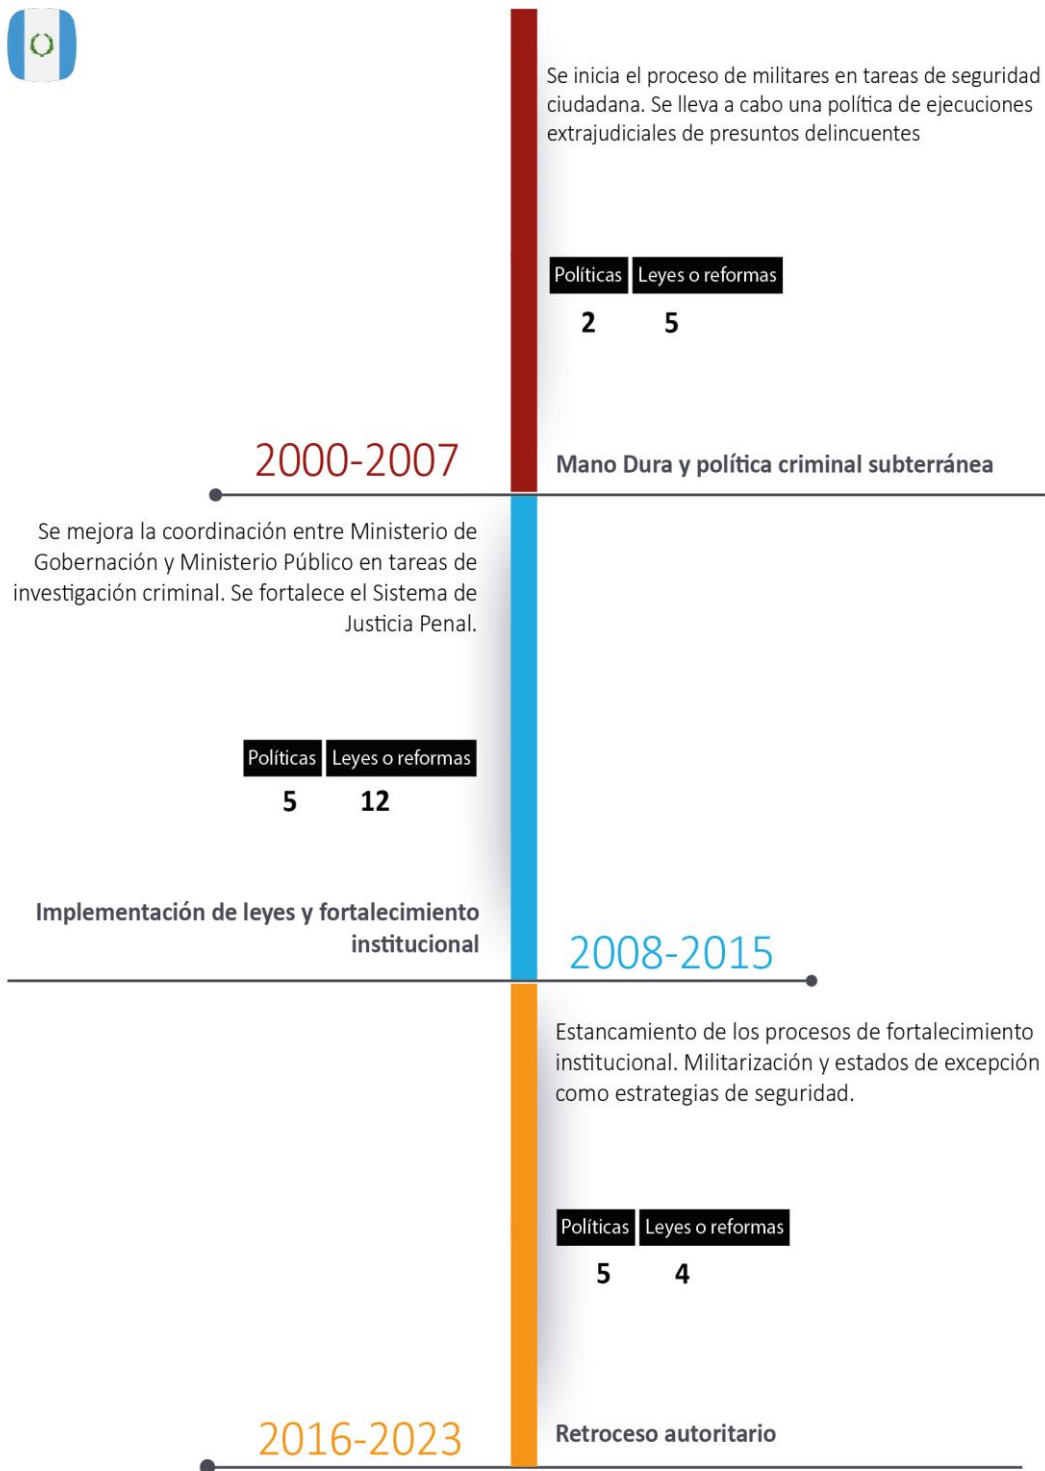 Se inicia el proceso de militares en tareas de seguridad
ciudadana. Se lleva a cabo una política de ejecuciones
extrajudiciales de presuntos delincuentes
Políticas Leyes o reformas
2 5
2000-2007
Mano Dura y política criminal subterránea
Se mejora la coordinación entre Ministerio de
Gobernación y Ministerio Público en tareas de
investigación criminal. Se fortalece el Sistema de
Justicia Penal.
Políticas Leyes o reformas
5 12
Implementación de leyes y fortalecimiento
institucional
2008-2015
Estancamiento de los procesos de fortalecimiento
institucional. Militarización y estados de excepción
como estrategias de seguridad.
Políticas Leyes o reformas
5 4
2016-2023
Retroceso autoritario